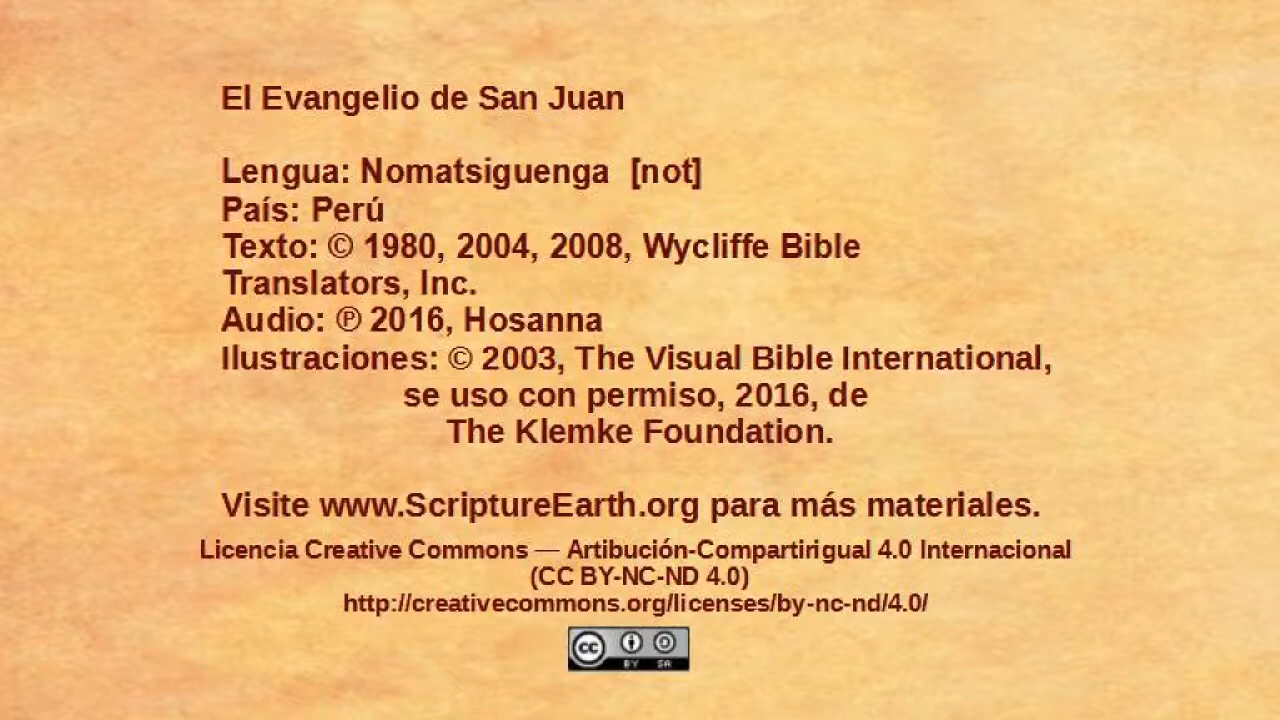 El Evangelio de San Juan
Lengua: Nomatsiguenga [not]
País: Perú
Texto: © 1980, 2004, 2008, Wycliffe Bible
Translators, Inc.
Audio: ℗ 2016, Hosanna
Ilustraciones: © 2003, The Visual Bible International,
se uso con permiso, 2016, de
The Klemke Foundation.
Visite www.ScriptureEarth.org para más materiales.
Licencia Creative Commons — Artibución-Compartirigual 4.0 Internacional
(CC BY-NC-ND 4.0)
http://creativecommons.org/licenses/by-nc-nd/4.0/
cc BY SA